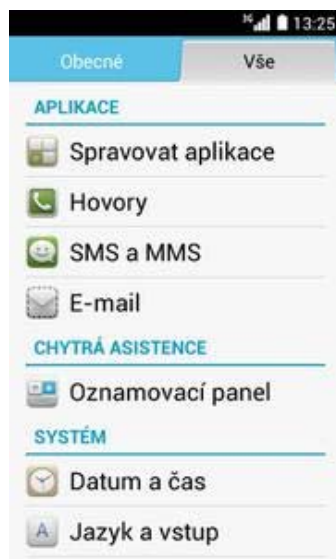 3G 13:25
Obecné Vše
APLIKACE
Spravovat aplikace
Hovory
SMS a MMS
E-mail
CHYTRÁ ASISTENCE
Oznamovací panel
SYSTÉM
Datum a čas
A Jazyk a vstup